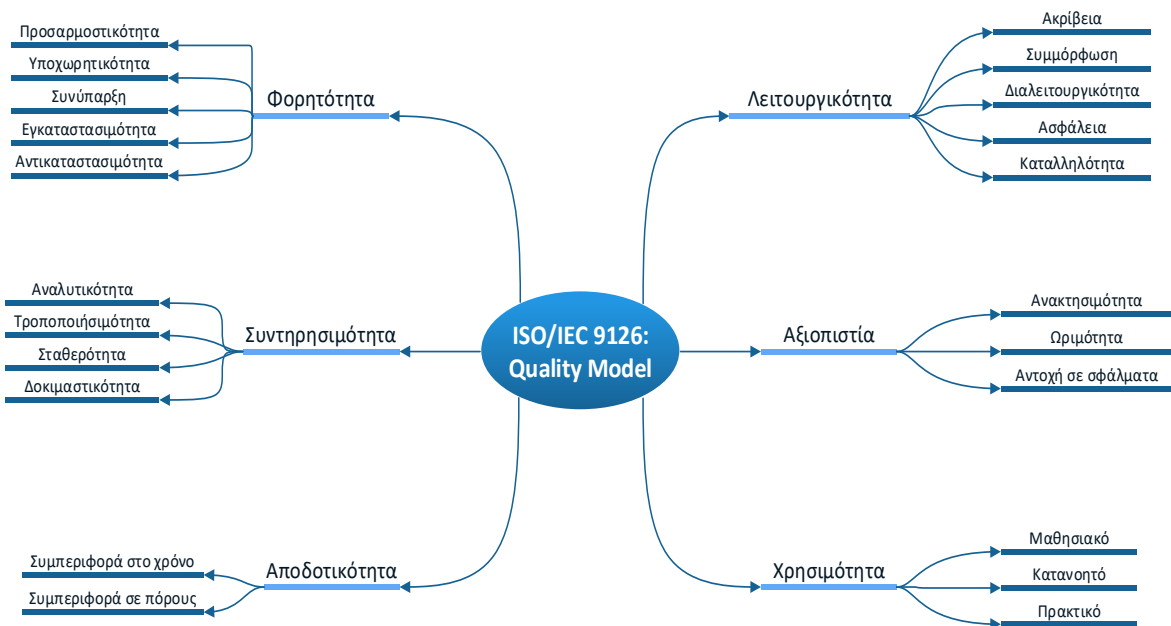 Προσαρμοστικότητα
Υποχωρητικότητα
Συνύπαρξη
Εγκαταστασιμότητα
Αντικαταστασιμότητα
Φορητότητα
Λειτουργικότητα
Ακρίβεια
Συμμόρφωση
Διαλειτουργικότητα
Ασφάλεια
Καταλληλότητα
Αναλυτικότητα
Τροποποιήσιμότητα
Σταθερότητα
Δοκιμαστικότητα
Συντηρησιμότητα
ISO/IEC 9126:
Quality Model
Αξιοπιστία
Ανακτησιμότητα
Ωριμότητα
Αντοχή σε σφάλματα
Συμπεριφορά στο χρόνο
Συμπεριφορά σε πόρους
Αποδοτικότητα
Χρησιμότητα
Μαθησιακό
Κατανοητό
Πρακτικό